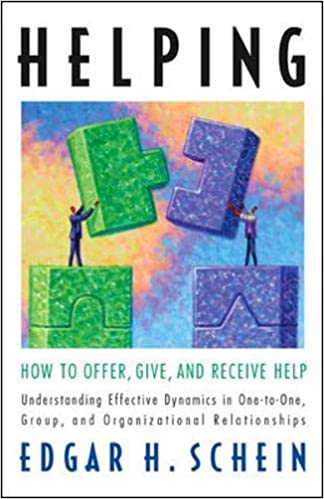 HELPING
HOW TO OFFER, GIVE, AND RECEIVE HELP
Understanding Effective Dynamics in One-to-One,
Group, and Organizational Relationships
EDGAR H. SCHEIN